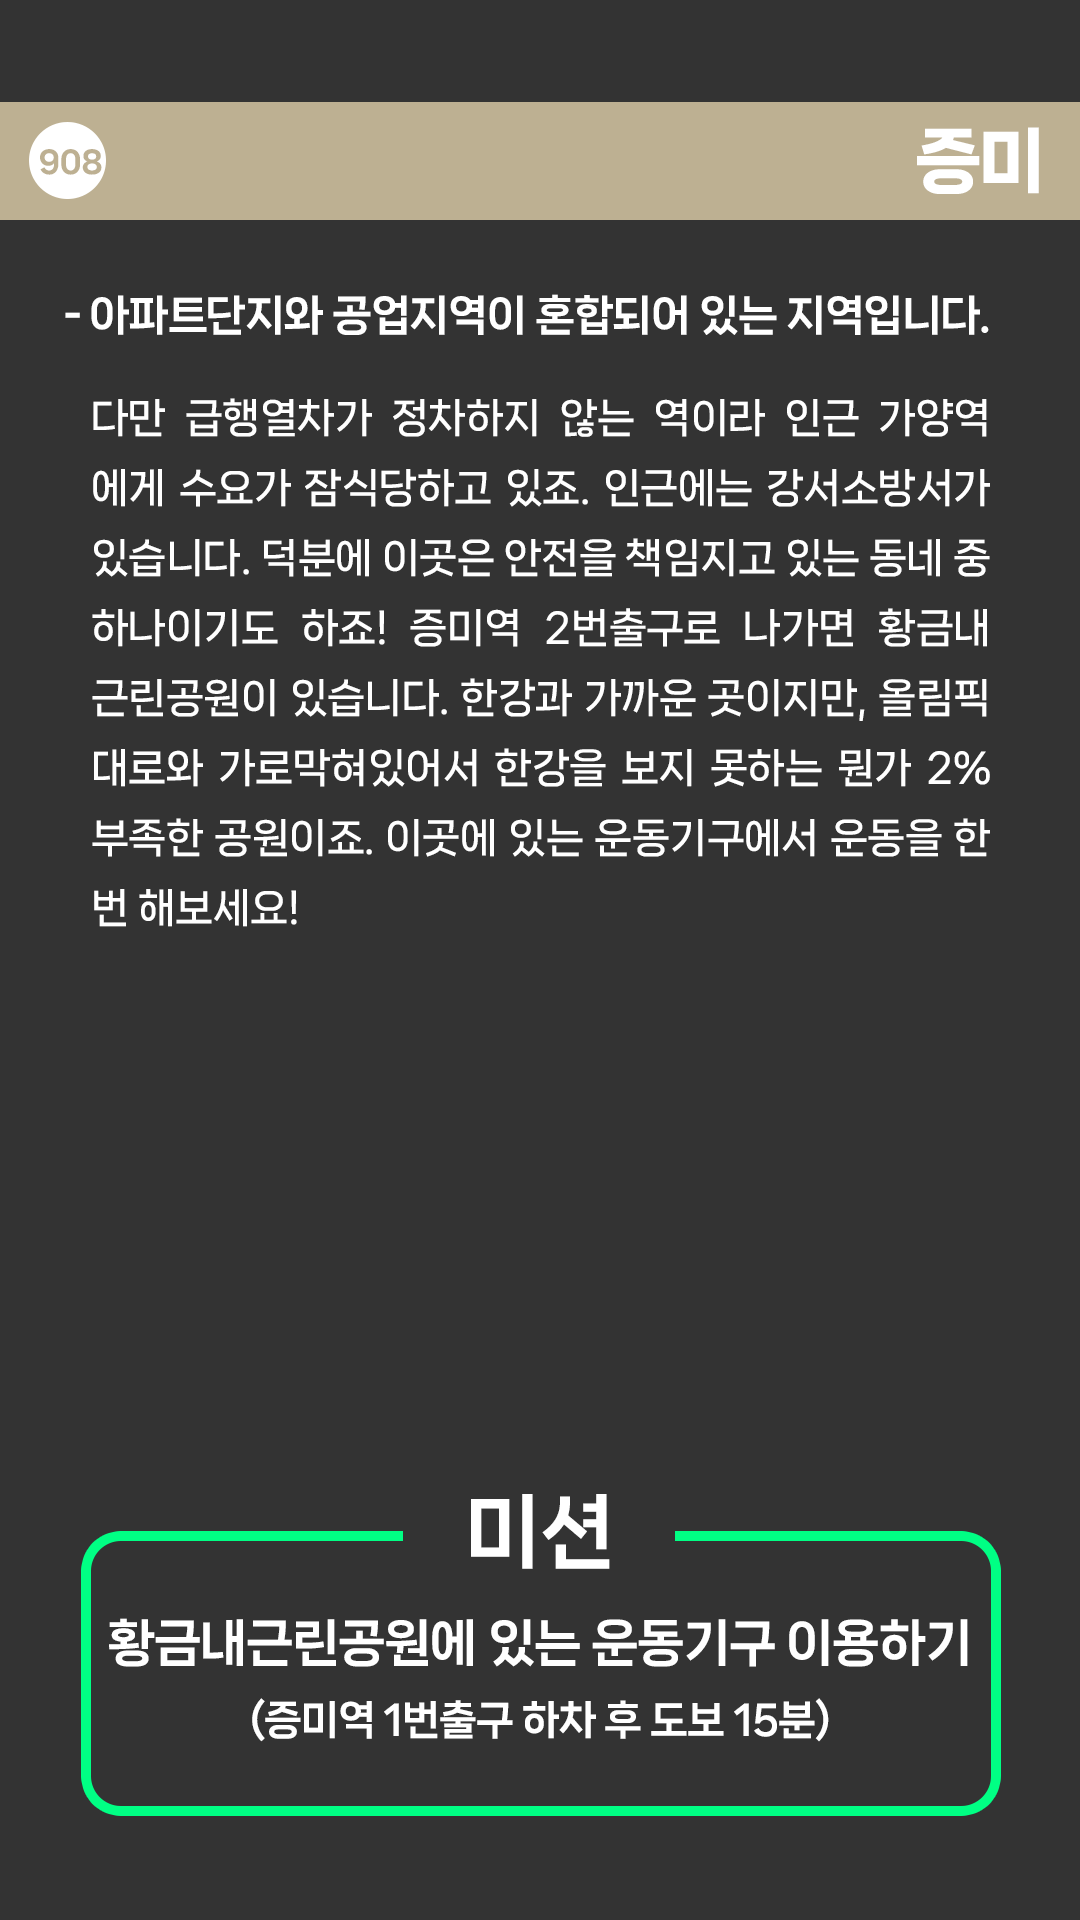 908
증미
- 아파트단지와 공업지역이 혼합되어 있는 지역입니다.
다만 급행열차가 정차하지 않는 역이라 인근 가양역
에게 수요가 잠식당하고 있죠. 인근에는 강서소방서가
있습니다. 덕분에 이곳은 안전을 책임지고 있는 동네 중
하나이기도 하죠! 증미역 2번출구로 나가면 황금내
근린공원이 있습니다. 한강과 가까운 곳이지만, 올림픽
대로와 가로막혀있어서 한강을 보지 못하는 뭔가 2%
부족한 공원이죠. 이곳에 있는 운동기구에서 운동을 한
번 해보세요!
미션
황금내근린공원에 있는 운동기구 이용하기
(증미역 1번출구 하차 후 도보 15분)